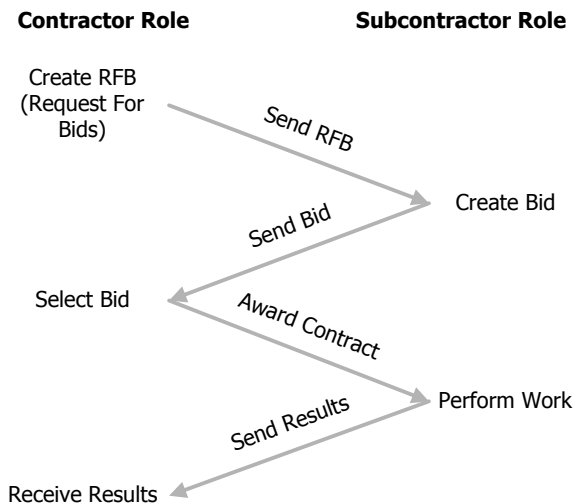 Contractor Role
Subcontractor Role
Create RFB
(Request For
Bids)
Send RFB
Create Bid
Send Bid
Select Bid
Award Contract
Perform Work
Send Results
Receive Results